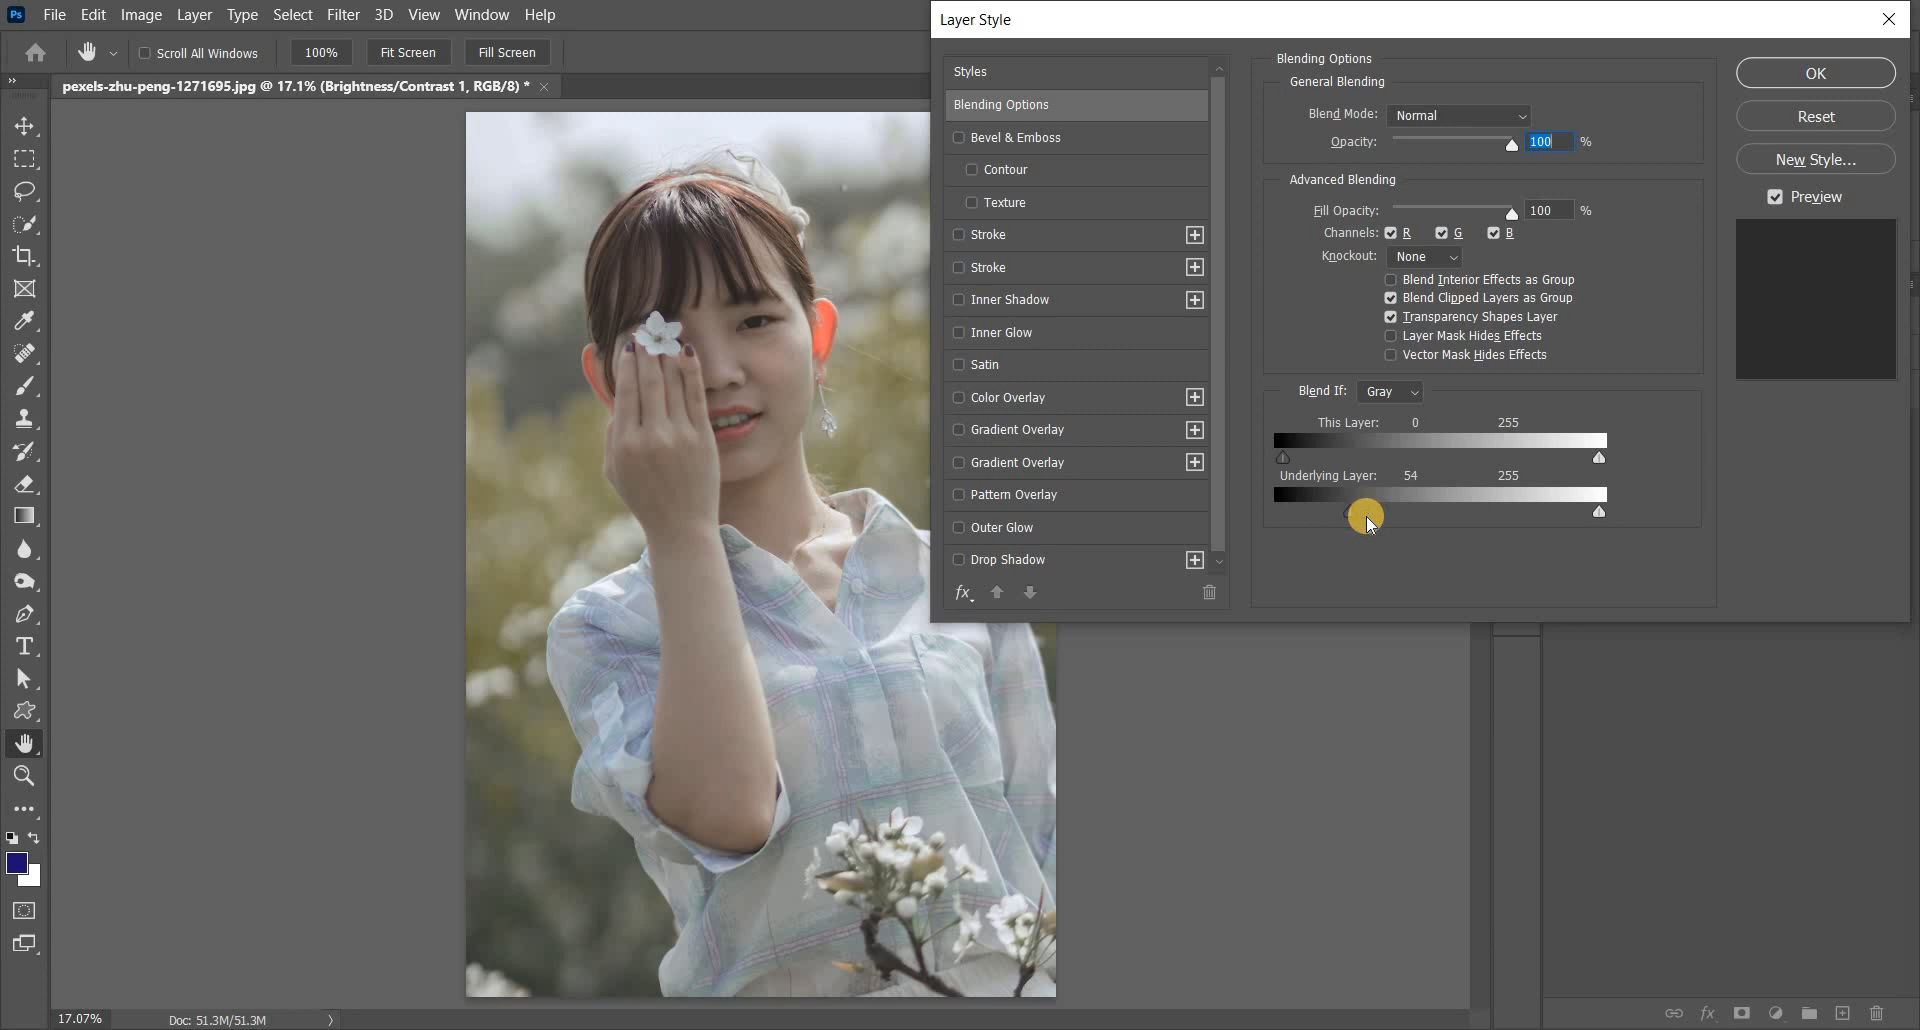 Ps File Edit Image Layer Type Select Filter 3D View Window Help
Scroll All Windows 100% Fit Screen Fill Screen
pexels-zhu-peng-1271695.jpg @ 17.1% (Brightness/Contrast 1, RGB/8) *
Layer Style
Styles
Blending Options
Bevel & Emboss
Contour
Texture
Stroke
Stroke
Inner Shadow
Inner Glow
Satin
Color Overlay
Gradient Overlay
Gradient Overlay
Pattern Overlay
Outer Glow
Drop Shadow
fx
Blending Options
General Blending
Blend Mode: Normal
Opacity: 100 %
Advanced Blending
Fill Opacity: 100 %
Channels: R G B
Knockout: None
Blend Interior Effects as Group
Blend Clipped Layers as Group
Transparency Shapes Layer
Layer Mask Hides Effects
Vector Mask Hides Effects
Blend If: Gray
This Layer: 0 255
Underlying Layer: 54 255
OK
Reset
New Style...
Preview
17.07% Doc: 51.3M/51.3M
fx